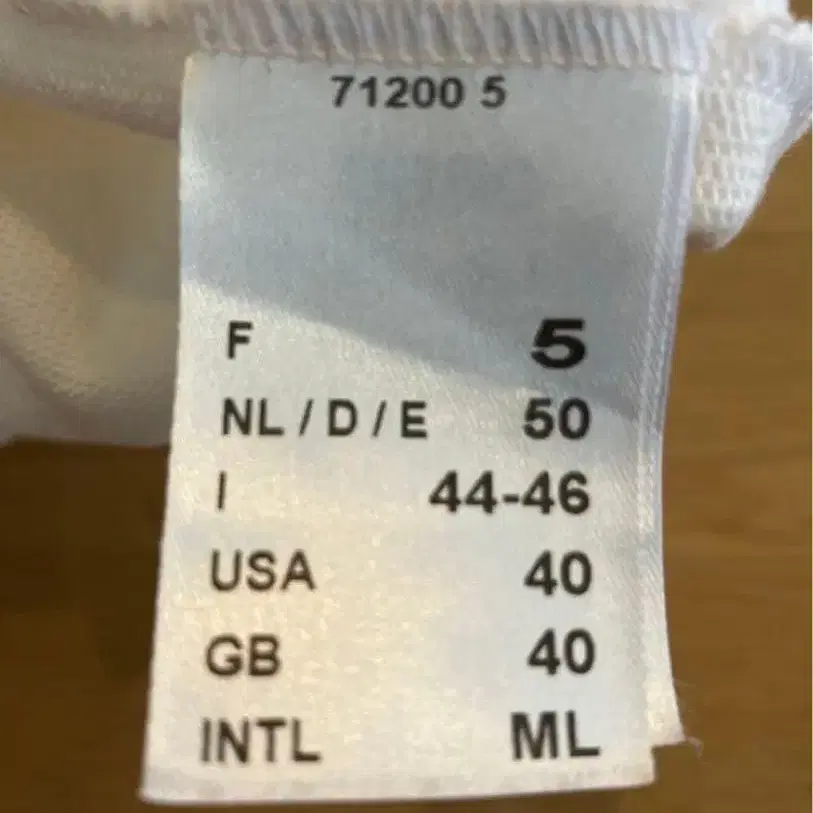 71200 5
F 5
NL / D / E 50
I 44-46
USA 40
GB 40
INTL ML